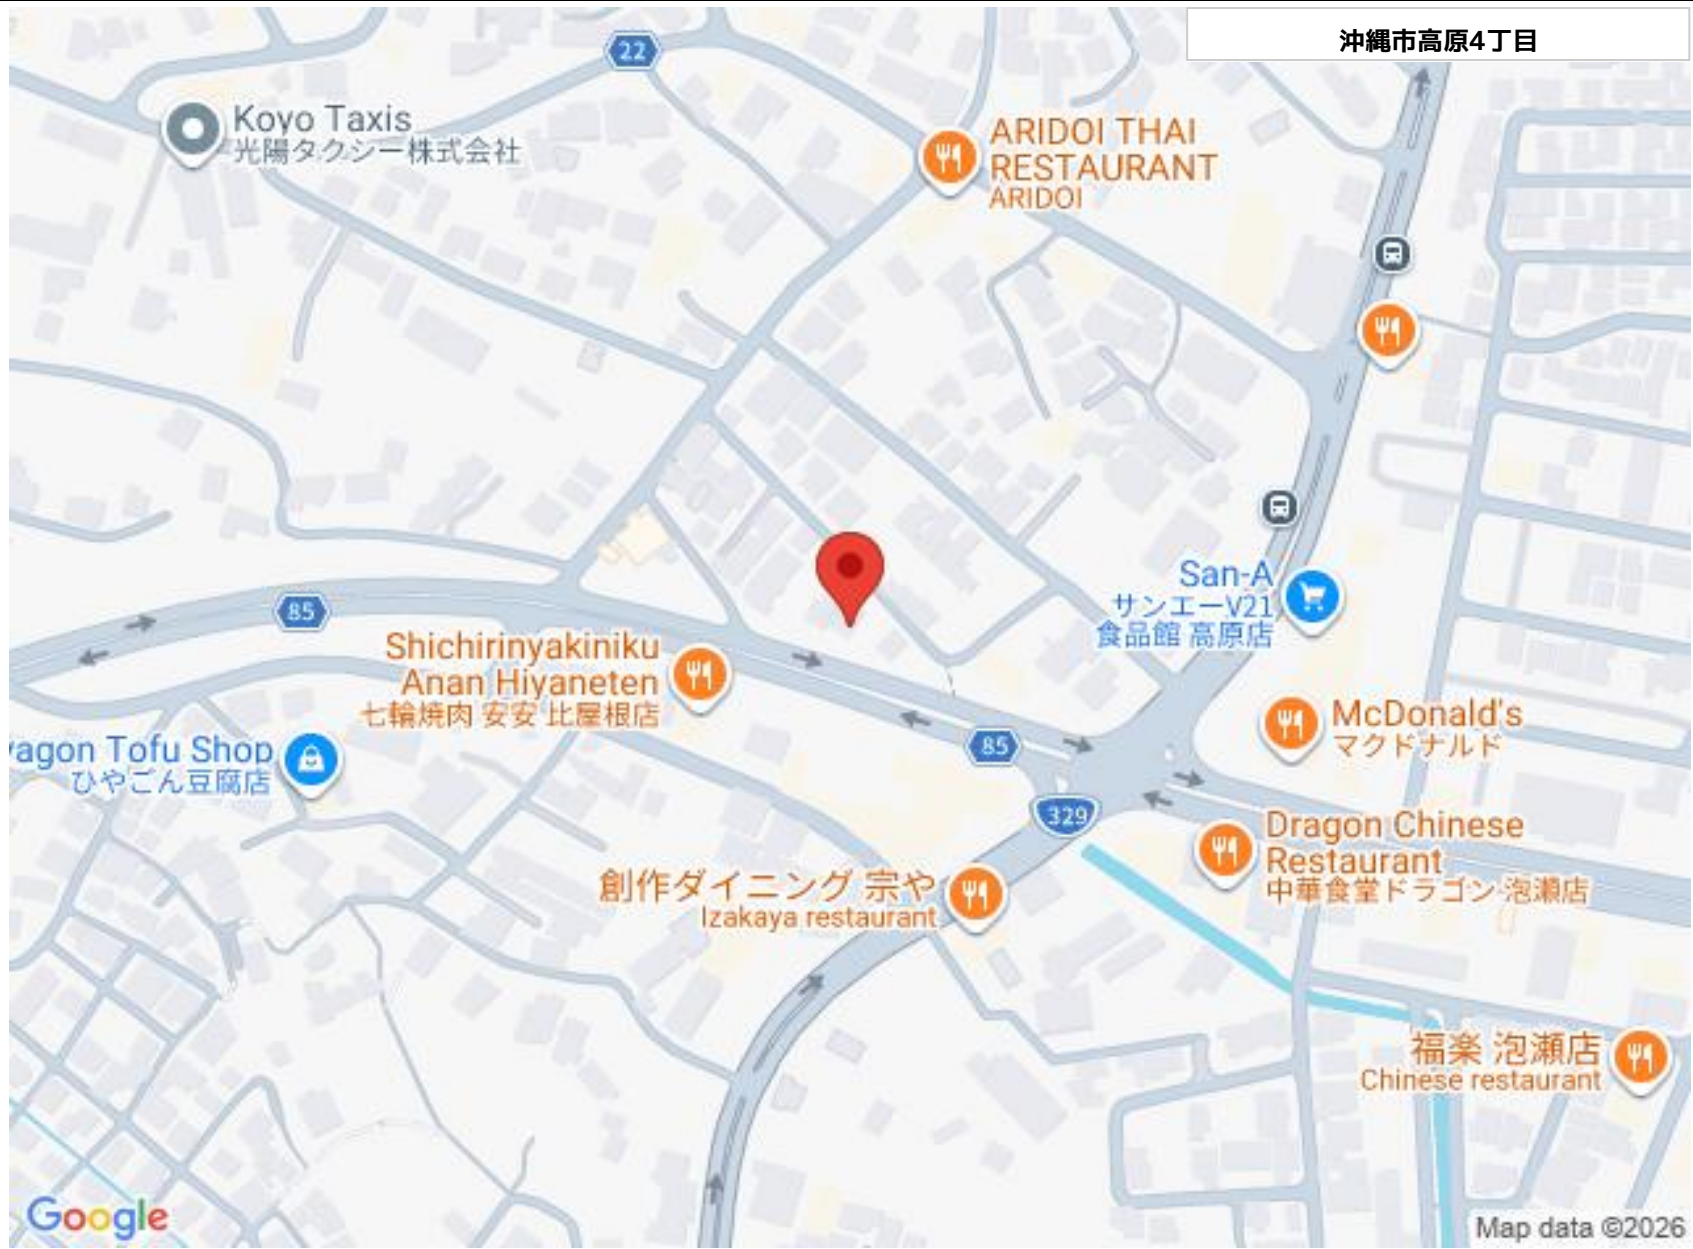 沖縄市高原4丁目
22
Koyo Taxis
光陽タクシー株式会社
ARIDOI THAI
RESTAURANT
ARIDOI
San-A
サンエーV21
食品館 高原店
85
Shichirinyakiniku
Anan Hiyaneten
七輪焼肉 安安 比屋根店
McDonald's
マクドナルド
85
agon Tofu Shop
ひやごん豆腐店
329
Dragon Chinese
Restaurant
中華食堂ドラゴン 泡瀬店
創作ダイニング 宗や
Izakaya restaurant
福楽 泡瀬店
Chinese restaurant
Google
Map data ©2026